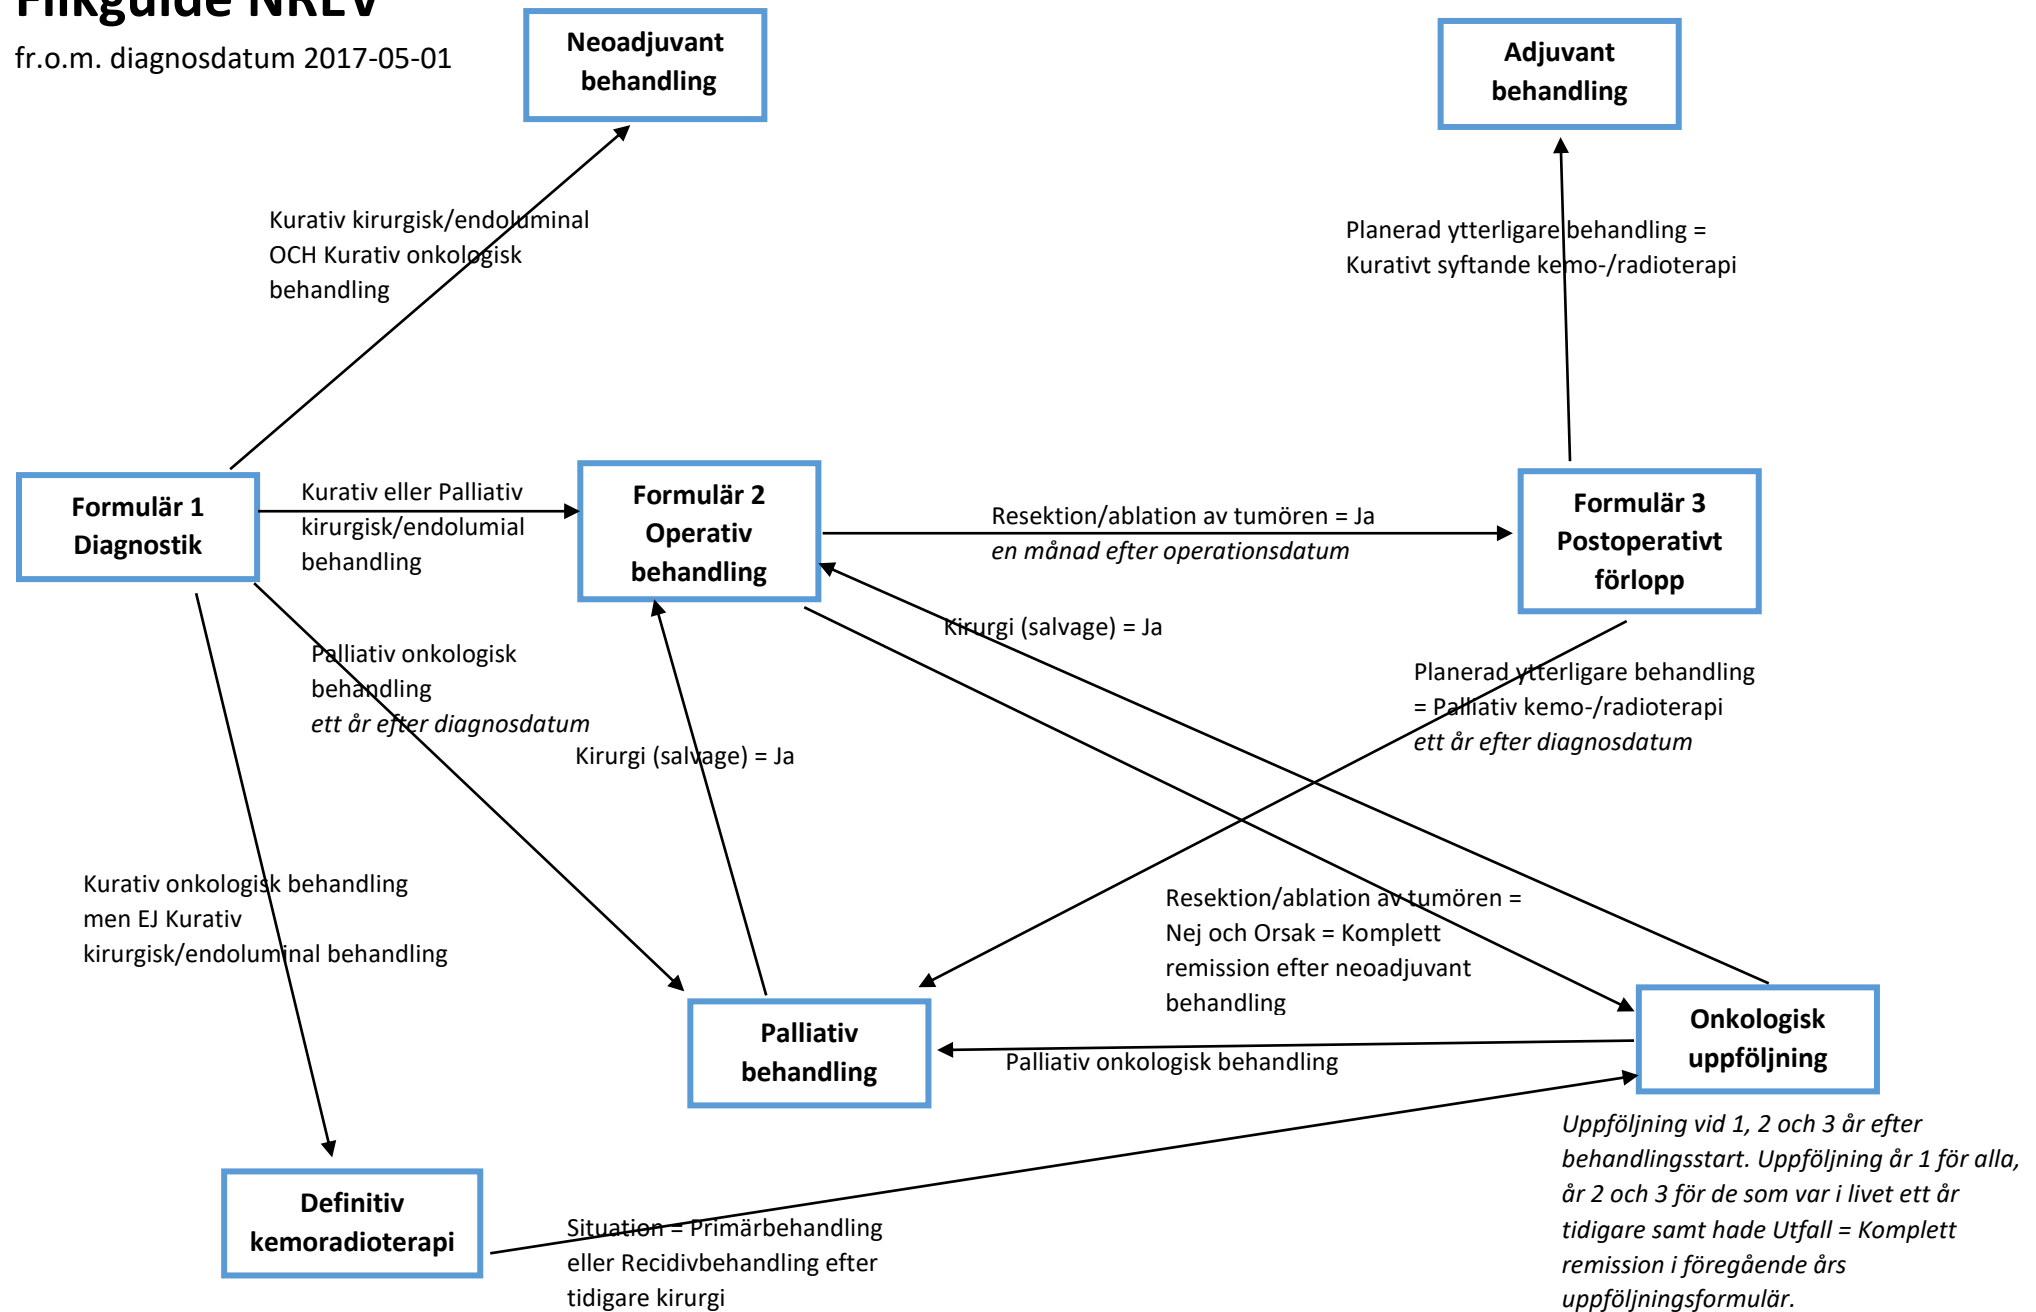 Flikguide NREV
fr.o.m. diagnosdatum 2017-05-01
Neoadjuvant
behandling
Adjuvant
behandling
Kurativ kirurgisk/endoluminal
OCH Kurativ onkologisk
behandling
Planerad ytterligare behandling =
Kurativt syftande kemo-/radioterapi
Formulär 1
Diagnostik
Kurativ eller Palliativ
kirurgisk/endolumial
behandling
Formulär 2
Operativ
behandling
Resektion/ablation av tumören = Ja
en månad efter operationsdatum
Formulär 3
Postoperativt
förlopp
Kirurgi (salvage) = Ja
Palliativ onkologisk
behandling
ett år efter diagnosdatum
Planerad ytterligare behandling
= Palliativ kemo-/radioterapi
ett år efter diagnosdatum
Kirurgi (salvage) = Ja
Kurativ onkologisk behandling
men EJ Kurativ
kirurgisk/endoluminal behandling
Resektion/ablation av tumören =
Nej och Orsak = Komplett
remission efter neoadjuvant
behandling
Palliativ
behandling
Palliativ onkologisk behandling
Onkologisk
uppföljning
Uppföljning vid 1, 2 och 3 år efter
behandlingsstart. Uppföljning år 1 för alla,
år 2 och 3 för de som var i livet ett år
tidigare samt hade Utfall = Komplett
remission i föregående års
uppföljningsformulär.
Definitiv
kemoradioterapi
Situation = Primärbehandling
eller Recidivbehandling efter
tidigare kirurgi